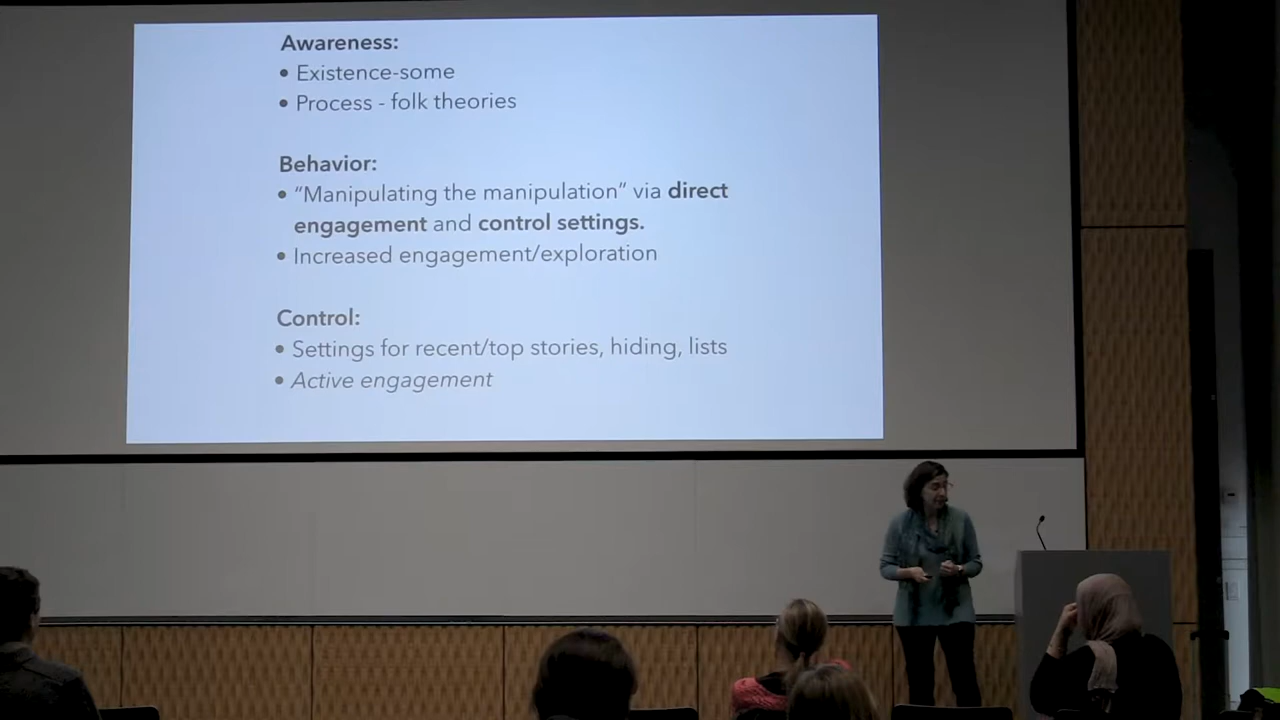 Awareness:
• Existence-some
• Process - folk theories
Behavior:
• “Manipulating the manipulation” via direct
engagement and control settings.
• Increased engagement/exploration
Control:
• Settings for recent/top stories, hiding, lists
• Active engagement